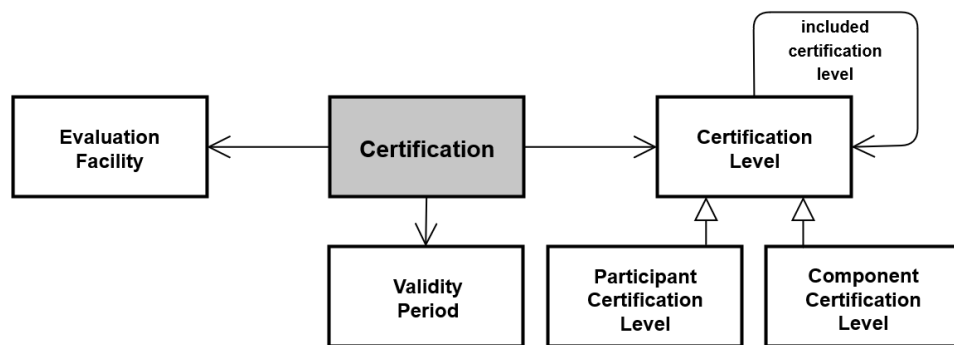 included
certification
level
Evaluation
Facility
Certification
Certification
Level
Validity
Period
Participant
Certification
Level
Component
Certification
Level